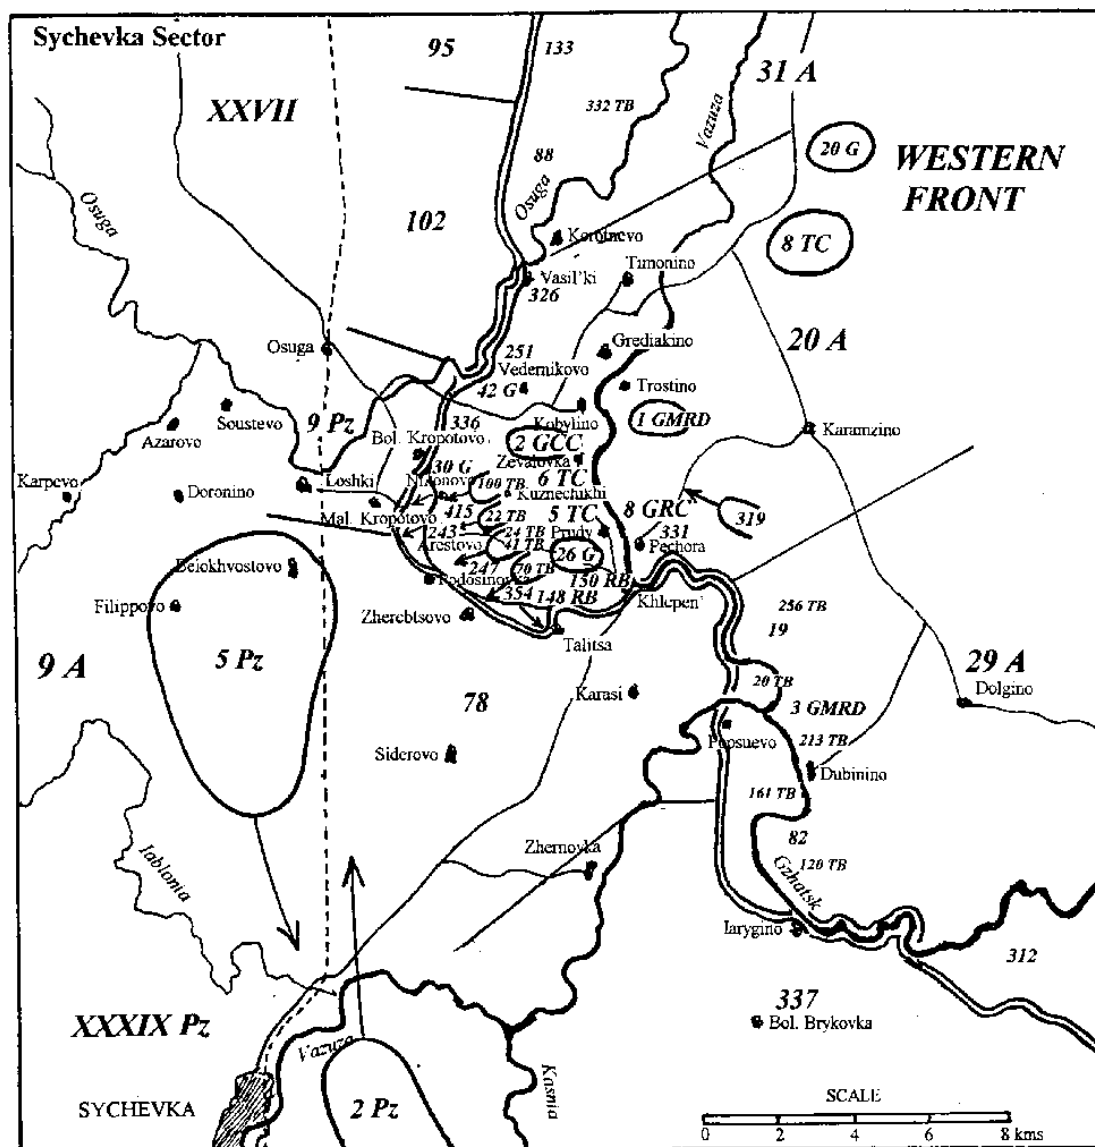 Sychevka Sector
95
133
31 A
XXVII
332 TB
Vazuza
20 G
WESTERN
FRONT
88
Osuga
Osuga
102
8 TC
Vasil'ki
Timonino
326
20 A
Osuga
251
Grediakino
Vedernikovo
42 G
Trostino
Soustevo
9 Pz
336
Kobylino
1 GMRD
Azarovo
Bol. Kropotovo
2 GCC
Karamzino
30 G
Zevalovka
6 TC
Karpevo
Doronino
Loshki
100 TB
Kuznechikhi
8 GRC
Mal. Kropotovo
415
22 TB
5 TC
319
243
24 TB
Prudy
331
Arestovo
41 TB
26 G
Pechora
247
70 TB
150 RB
Podosinovka
354
148 RB
Khlepen'
Filippovo
Zherebtsovo
256 TB
19
Talitsa
9 A
5 Pz
29 A
78
Karasi
20 TB
3 GMRD
Dolgino
Popsuevo
213 TB
Siderovo
Dubinino
161 TB
82
Zhernovka
120 TB
Iablonia
Gzhatsk
Iarygino
312
337
XXXIX Pz
Bol. Brykovka
Vazuza
Kasnia
SYCHEVKA
2 Pz
SCALE
0 2 4 6 8 kms